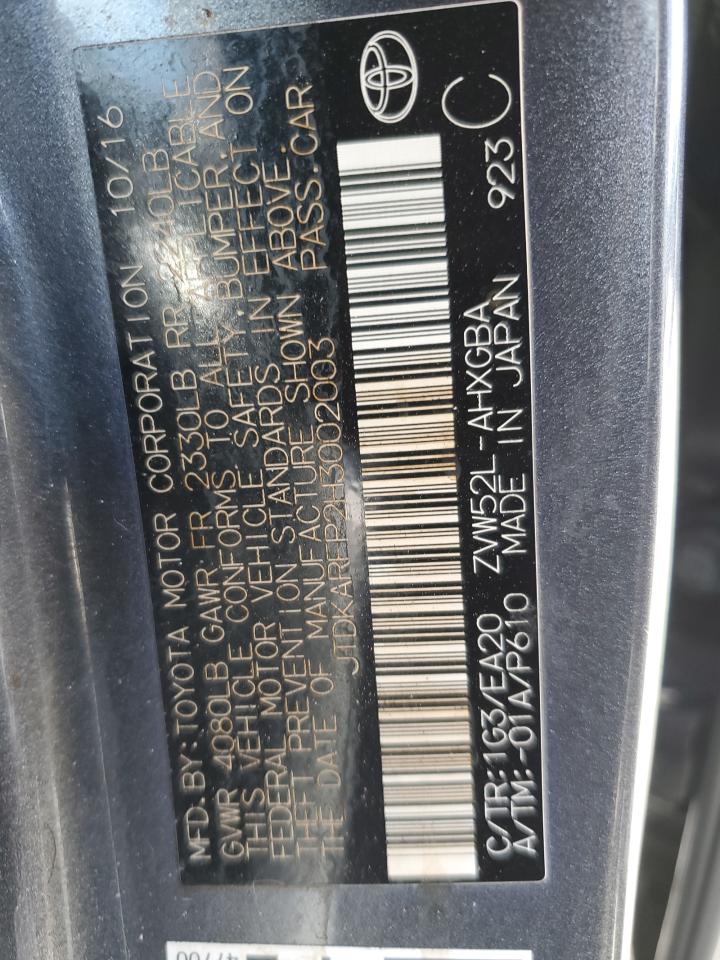 MFD. BY: TOYOTA MOTOR CORPORATION 10/16
GVWR 4080LB GAWR FR 2330LB RR 2240LB
THIS VEHICLE CONFORMS TO ALL APPLICABLE
FEDERAL MOTOR VEHICLE SAFETY, BUMPER, AND
THEFT PREVENTION STANDARDS IN EFFECT ON
THE DATE OF MANUFACTURE SHOWN ABOVE.
JTDKARFP2H3002003 PASS. CAR
C/TR: 1G3/EA20 ZVW52L-AHXGBA 923 C
A/TM: -01A/P610 MADE IN JAPAN